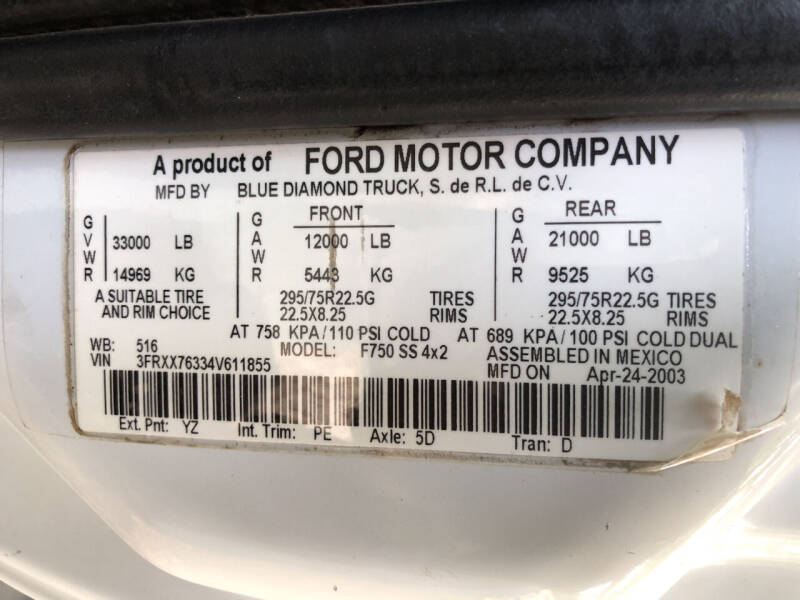 A product of FORD MOTOR COMPANY
MFD BY BLUE DIAMOND TRUCK, S. de R.L. de C.V.
GVWR 33000 LB
14969 KG
FRONT
GAWR 12000 LB
5443 KG
REAR
GAWR 21000 LB
9525 KG
A SUITABLE TIRE 295/75R22.5G TIRES 295/75R22.5G TIRES
AND RIM CHOICE 22.5X8.25 RIMS 22.5X8.25 RIMS
AT 758 KPA/110 PSI COLD AT 689 KPA/100 PSI COLD DUAL
WB: 516 MODEL: F750 SS 4x2 ASSEMBLED IN MEXICO
VIN 3FRXX76334V611855 MFD ON Apr-24-2003
Ext. Pnt: YZ Int. Trim: PE Axle: 5D Tran: D